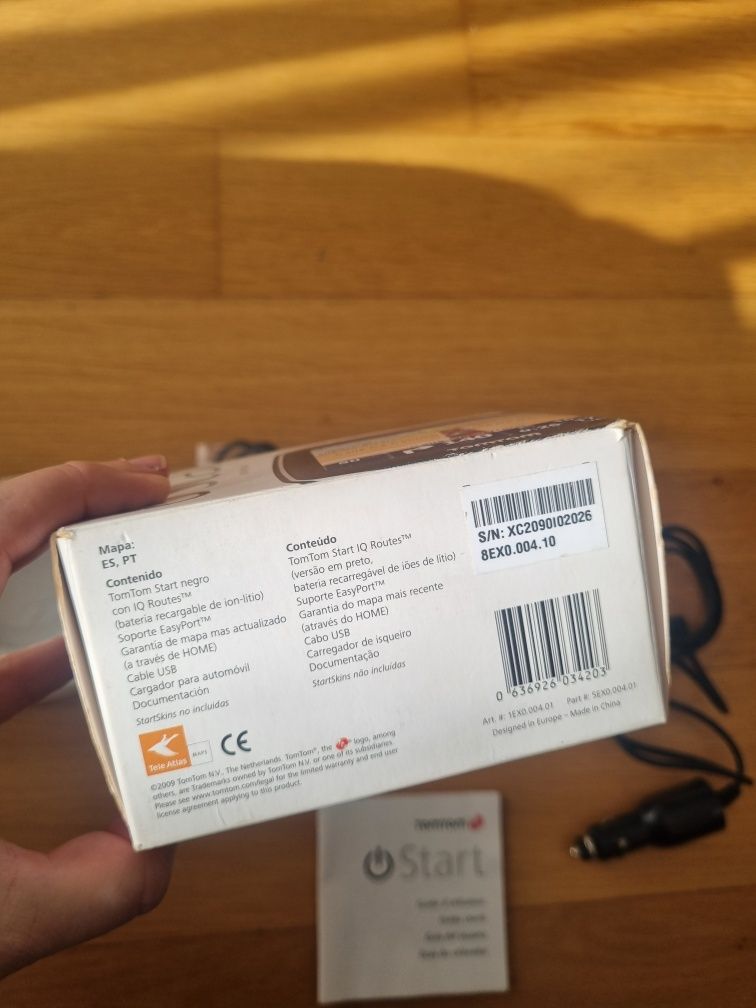 Mapa:
ES, PT
Contenido
TomTom Start negro
con IQ Routes™
(batería recargable de ion-litio)
Soporte EasyPort™
Garantía de mapa mas actualizado
(a través de HOME)
Cable USB
Cargador para automóvil
Documentación
StartSkins no incluidas
Conteúdo
TomTom Start IQ Routes™
(versão em preto,
bateria recarregável de iões de lítio)
Suporte EasyPort™
Garantia do mapa mais recente
(através do HOME)
Cabo USB
Carregador de isqueiro
Documentação
StartSkins não incluidas
S/N: XC2090I02026
8EX0.004.10
0 636926 034203
Art. #: 1EX0.004.01 Part #: 5EX0.004.01
Designed in Europe – Made in China
Tele Atlas
MAPS
CE
©2009 TomTom N.V., The Netherlands. TomTom®, the logo, among
others, are Trademarks owned by TomTom N.V. or one of its subsidiaries.
Please see www.tomtom.com/legal for the limited warranty and end user
license agreement applying to this product.
TomTom
Start